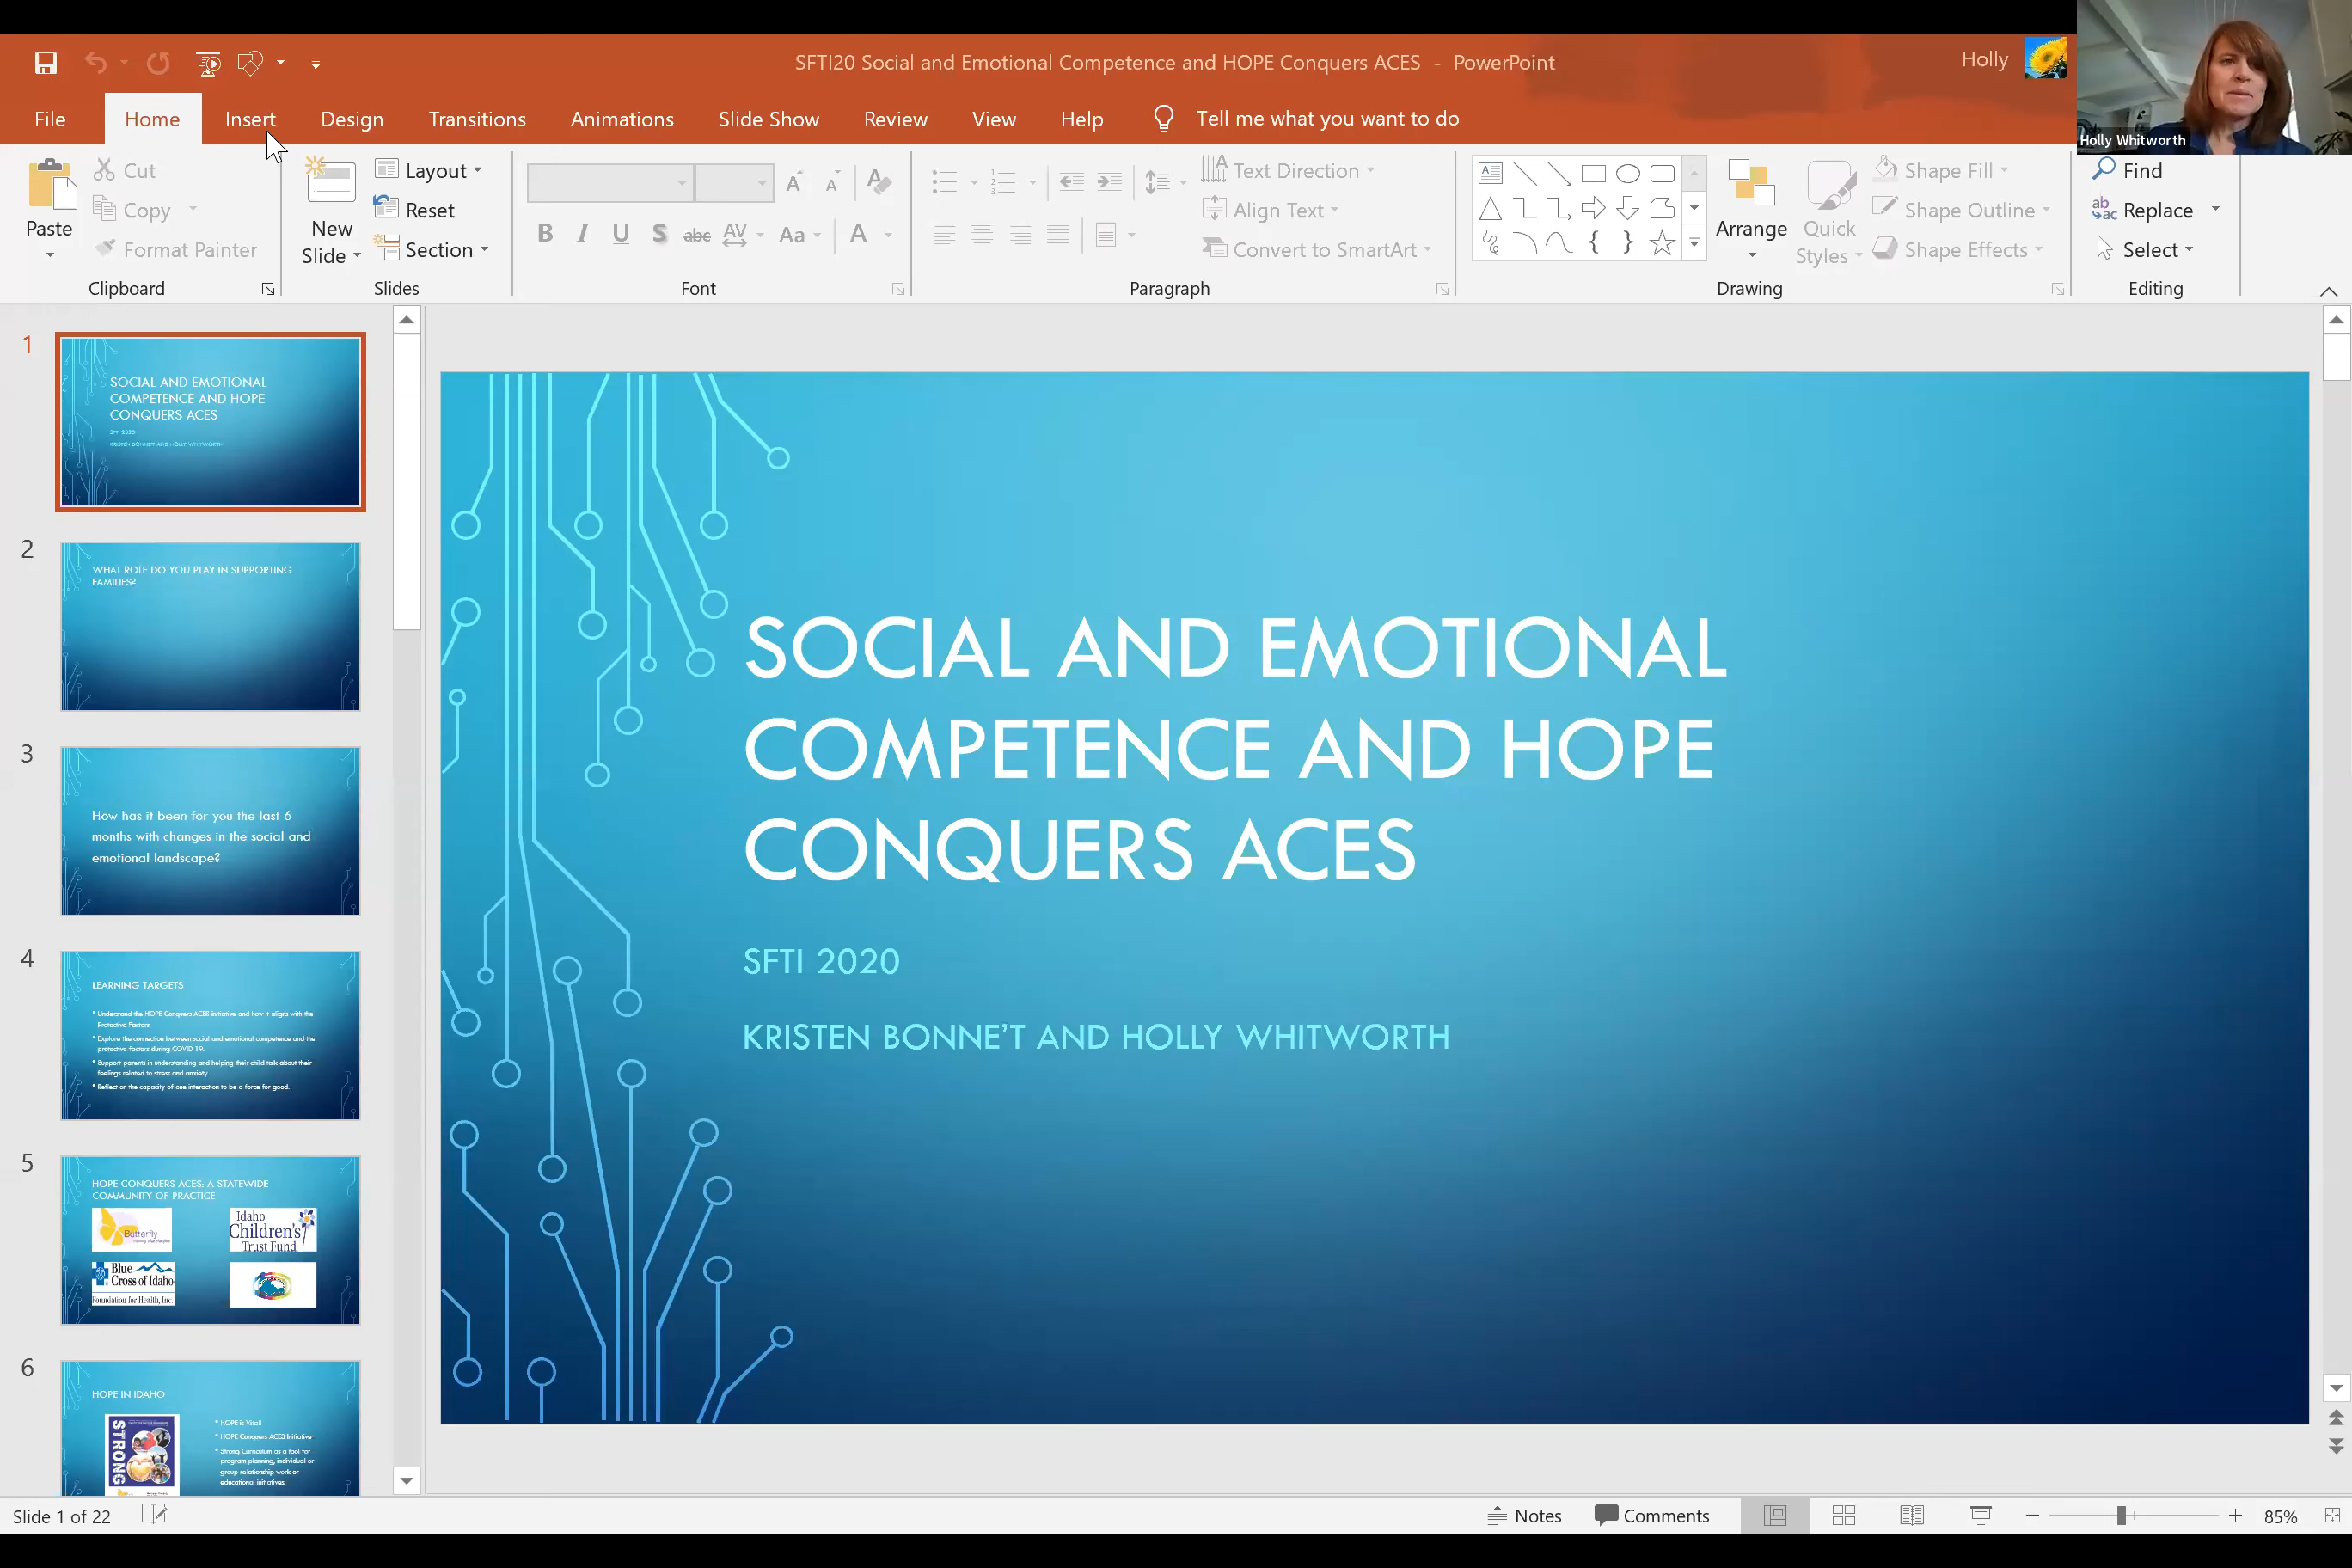 SFTI20 Social and Emotional Competence and HOPE Conquers ACES - PowerPoint
Holly
Holly Whitworth
File Home Insert Design Transitions Animations Slide Show Review View Help Tell me what you want to do
Paste
Cut
Copy
Format Painter
Clipboard
New
Slide
Layout
Reset
Section
Slides
B I U S abc AV Aa A
Font
Text Direction
Align Text
Convert to SmartArt
Paragraph
Arrange
Quick
Styles
Shape Fill
Shape Outline
Shape Effects
Drawing
Find
Replace
Select
Editing
1
SOCIAL AND EMOTIONAL
COMPETENCE AND HOPE
CONQUERS ACES
SFTI 2020
KRISTEN BONNE'T AND HOLLY WHITWORTH
2
WHAT ROLE DO YOU PLAY IN SUPPORTING
FAMILIES?
3
How has it been for you the last 6
months with changes in the social and
emotional landscape?
4
LEARNING TARGETS
* Understand the HOPE Conquers ACES initiative and how it aligns with the
Protective Factors
* Explore the connection between social and emotional competence and the
protective factors during COVID 19.
* Support parents in understanding and helping their child talk about their
feelings related to stress and anxiety.
* Reflect on the capacity of one interaction to be a force for good.
5
HOPE CONQUERS ACES: A STATEWIDE
COMMUNITY OF PRACTICE
Butterfly
Idaho
Children's
Trust Fund
Blue
Cross of Idaho
Foundation for Health, Inc.
6
HOPE IN IDAHO
STRONG
* HOPE is Vital!
* HOPE Conquers ACES Initiative
* Strong Curriculum as a tool for
program planning, individual or
group relationship work or
educational initiatives.
SOCIAL AND EMOTIONAL
COMPETENCE AND HOPE
CONQUERS ACES
SFTI 2020
KRISTEN BONNE'T AND HOLLY WHITWORTH
Slide 1 of 22
Notes
Comments
85%